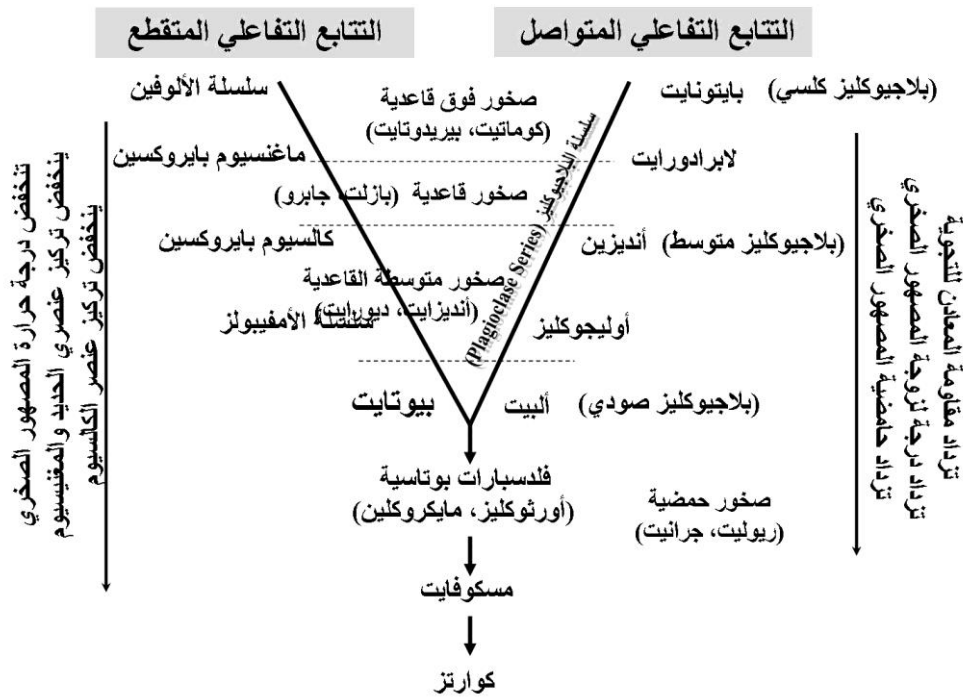 التتابع التفاعلي المتواصل
التتابع التفاعلي المتقطع
بايتونايت (بلاجيوكليز كلسي)
صخور فوق قاعدية
(كوماتيت، بيريدوتايت)
سلسلة الألوفين
لابرادورايت
ماغنسيوم بايروكسين
صخور قاعدية (بازلت، جابرو)
أنديزين (بلاجيوكليز متوسط)
كالسيوم بايروكسين
صخور متوسطة القاعدية
(أنديزايت، ديورايت)
أوليجوكليز
سلسلة الأمفيبولز
ألبيت (بلاجيوكليز صودي)
بيوتايت
سلسلة البلاجيوكليز (Plagioclase Series)
فلدسبارات بوتاسية
(أورثوكليز، مايكروكلين)
صخور حمضية
(ريوليت، جرانيت)
مسكوفايت
كوارتز
تزداد مقاومة المعادن للتجوية
تزداد درجة لزوجة المصهور الصخري
تزداد حامضية المصهور الصخري
تنخفض درجة حرارة المصهور الصخري
ينخفض تركيز عنصري الحديد والمغنيسيوم
ينخفض تركيز عنصر الكالسيوم